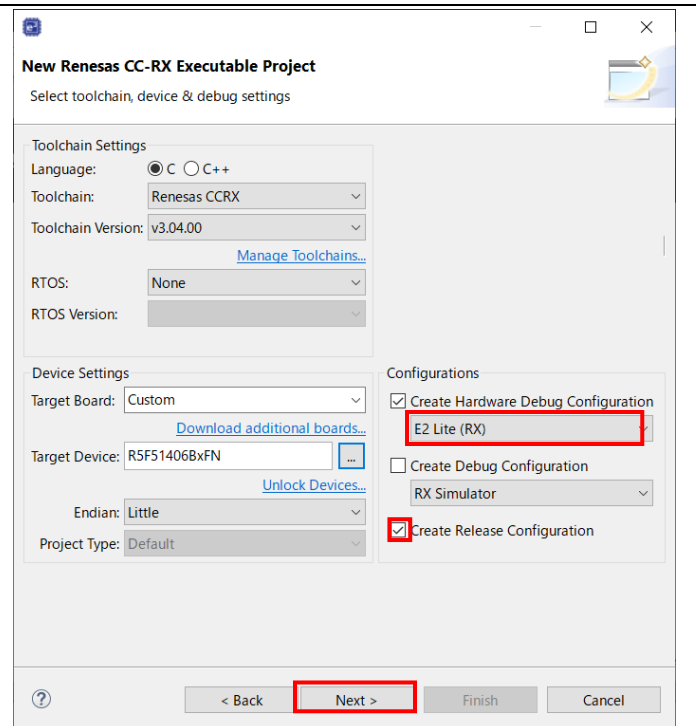 New Renesas CC-RX Executable Project
Select toolchain, device & debug settings
Toolchain Settings
Language: C C++
Toolchain: Renesas CCRX
Toolchain Version: v3.04.00
Manage Toolchains...
RTOS: None
RTOS Version:
Device Settings
Target Board: Custom
Download additional boards...
Target Device: R5F51406BxFN ...
Unlock Devices...
Endian: Little
Project Type: Default
Configurations
Create Hardware Debug Configuration
E2 Lite (RX)
Create Debug Configuration
RX Simulator
Create Release Configuration
? < Back Next > Finish Cancel